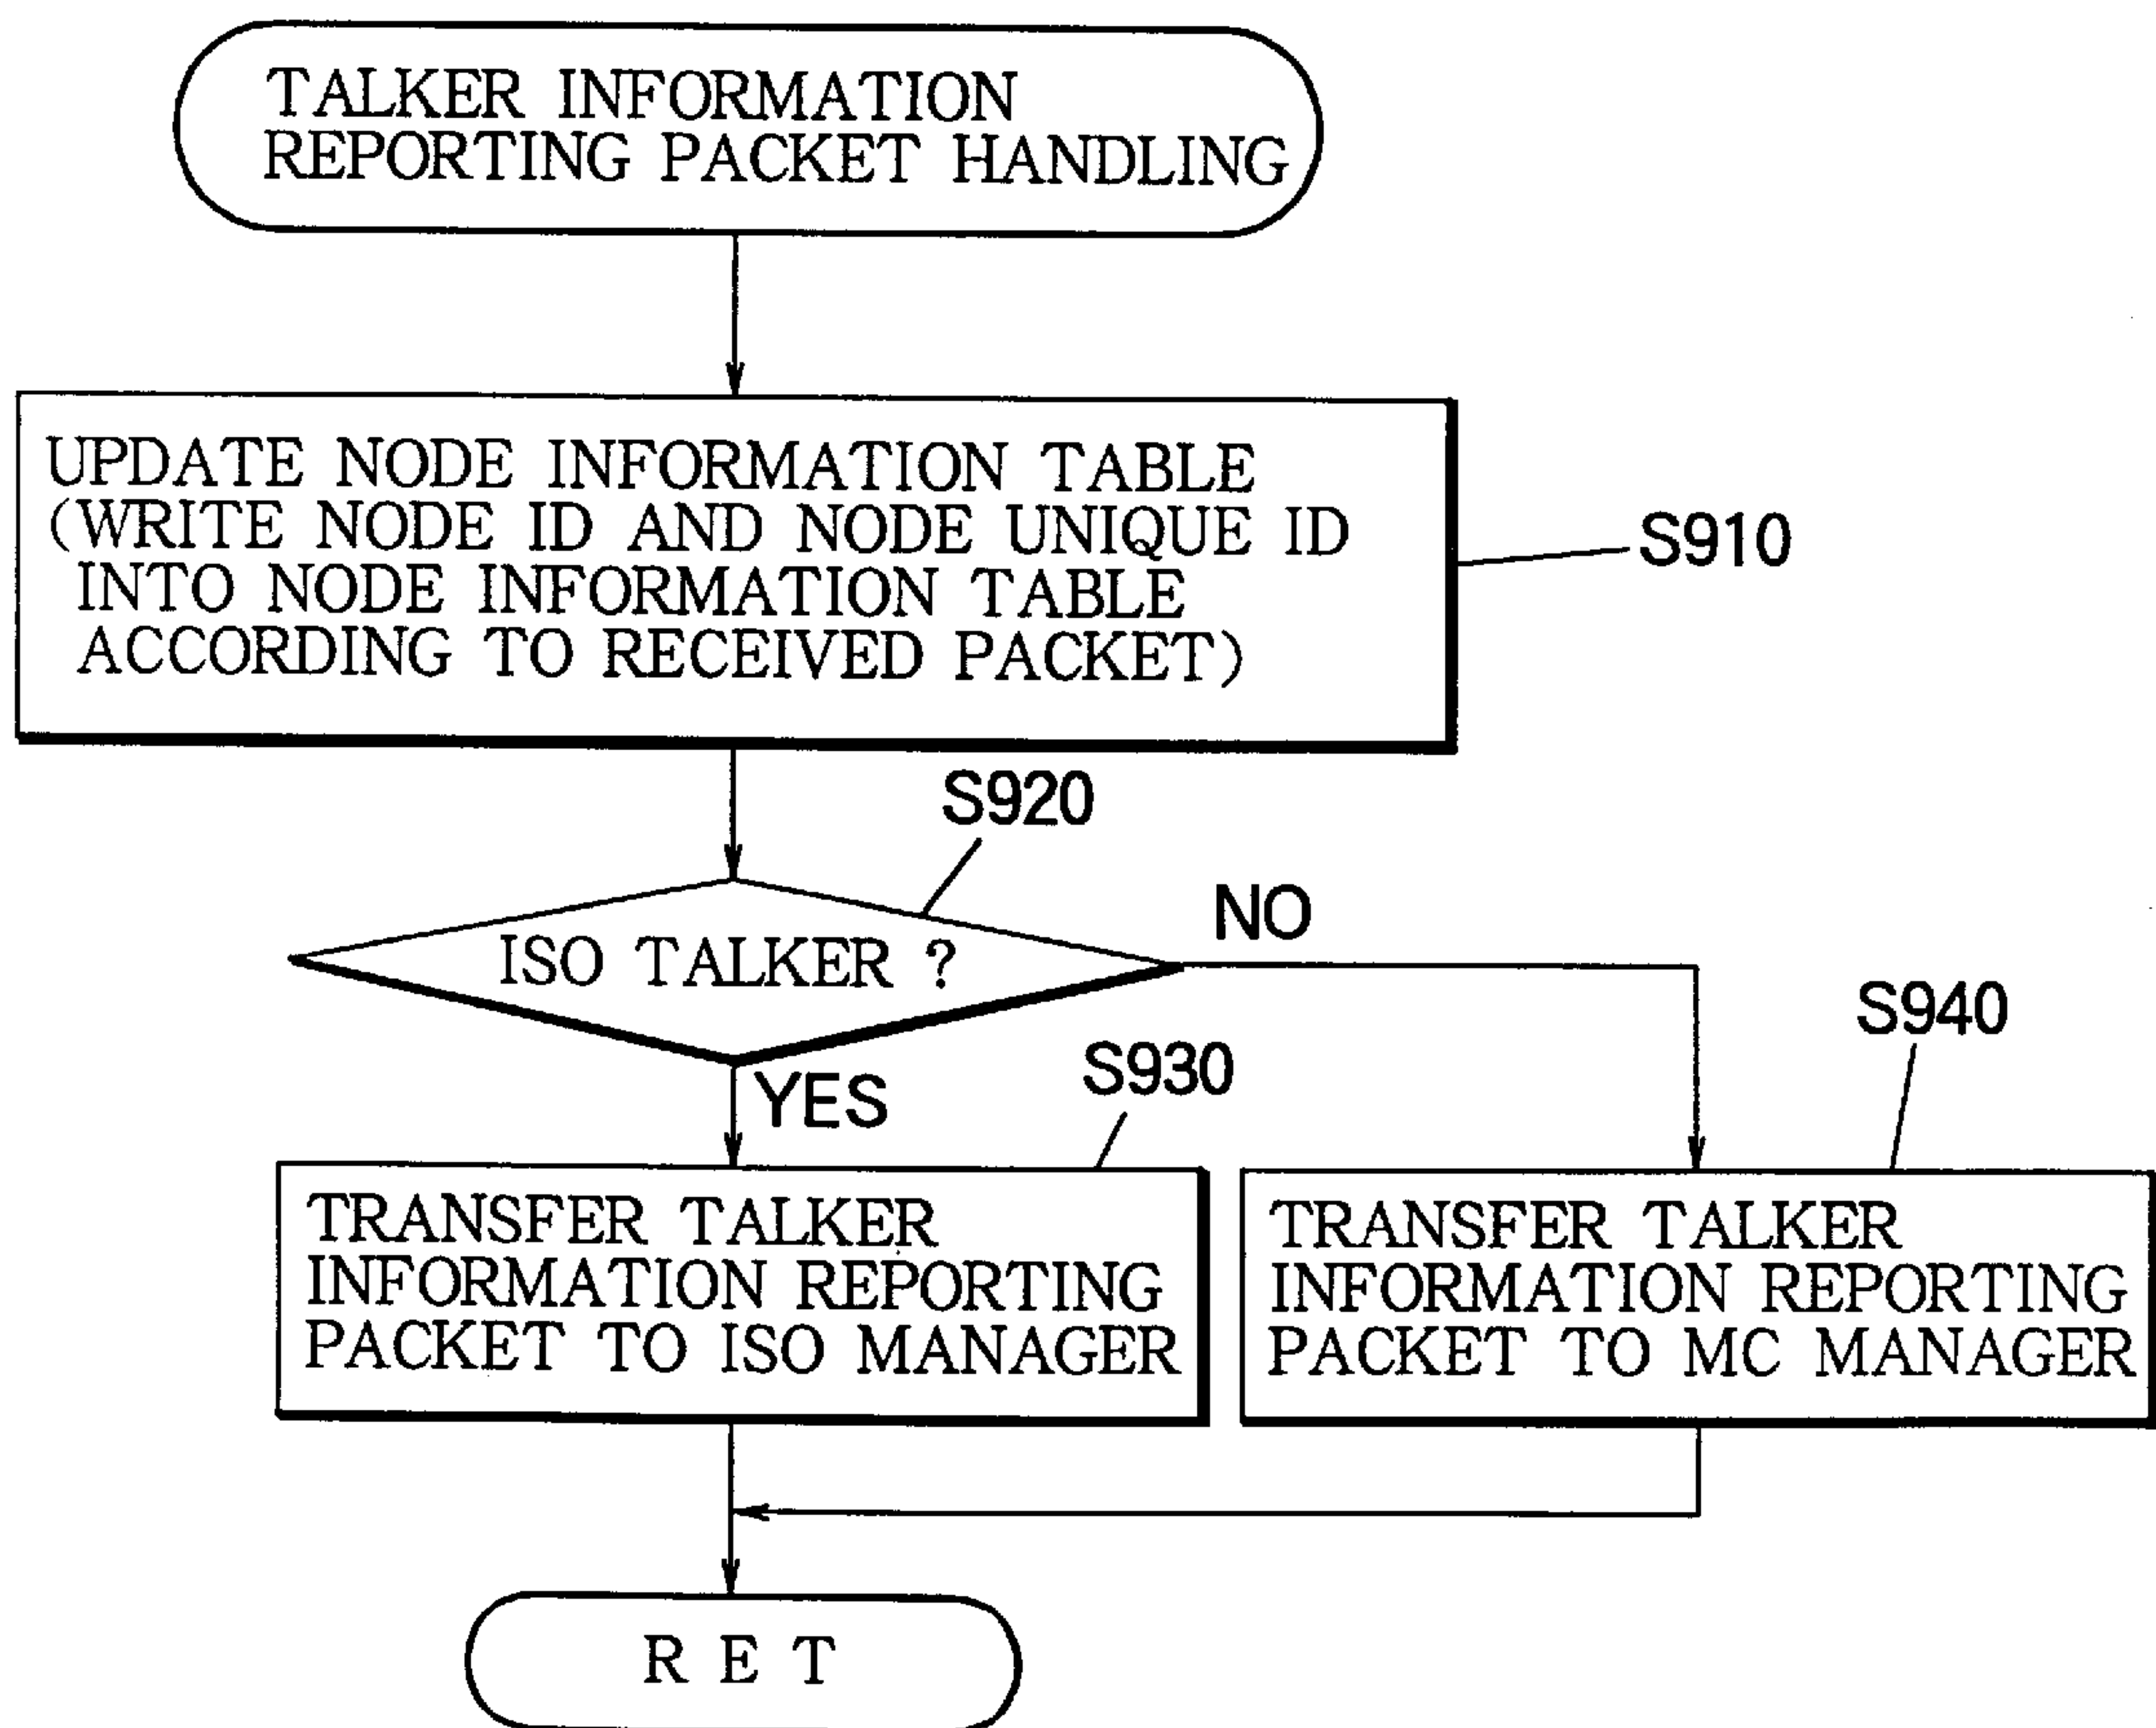 TALKER INFORMATION
REPORTING PACKET HANDLING
UPDATE NODE INFORMATION TABLE
(WRITE NODE ID AND NODE UNIQUE ID
INTO NODE INFORMATION TABLE
ACCORDING TO RECEIVED PACKET)
S910
S920
ISO TALKER ?
NO
YES
S930
S940
TRANSFER TALKER
INFORMATION REPORTING
PACKET TO ISO MANAGER
TRANSFER TALKER
INFORMATION REPORTING
PACKET TO MC MANAGER
R E T